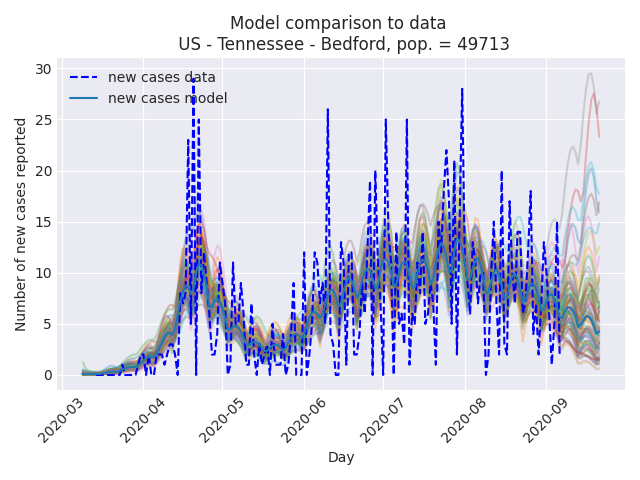 Model comparison to data
US - Tennessee - Bedford, pop. = 49713
new cases data
new cases model
Number of new cases reported
30
25
20
15
10
5
0
2020-03
2020-04
2020-05
2020-06
2020-07
2020-08
2020-09
Day